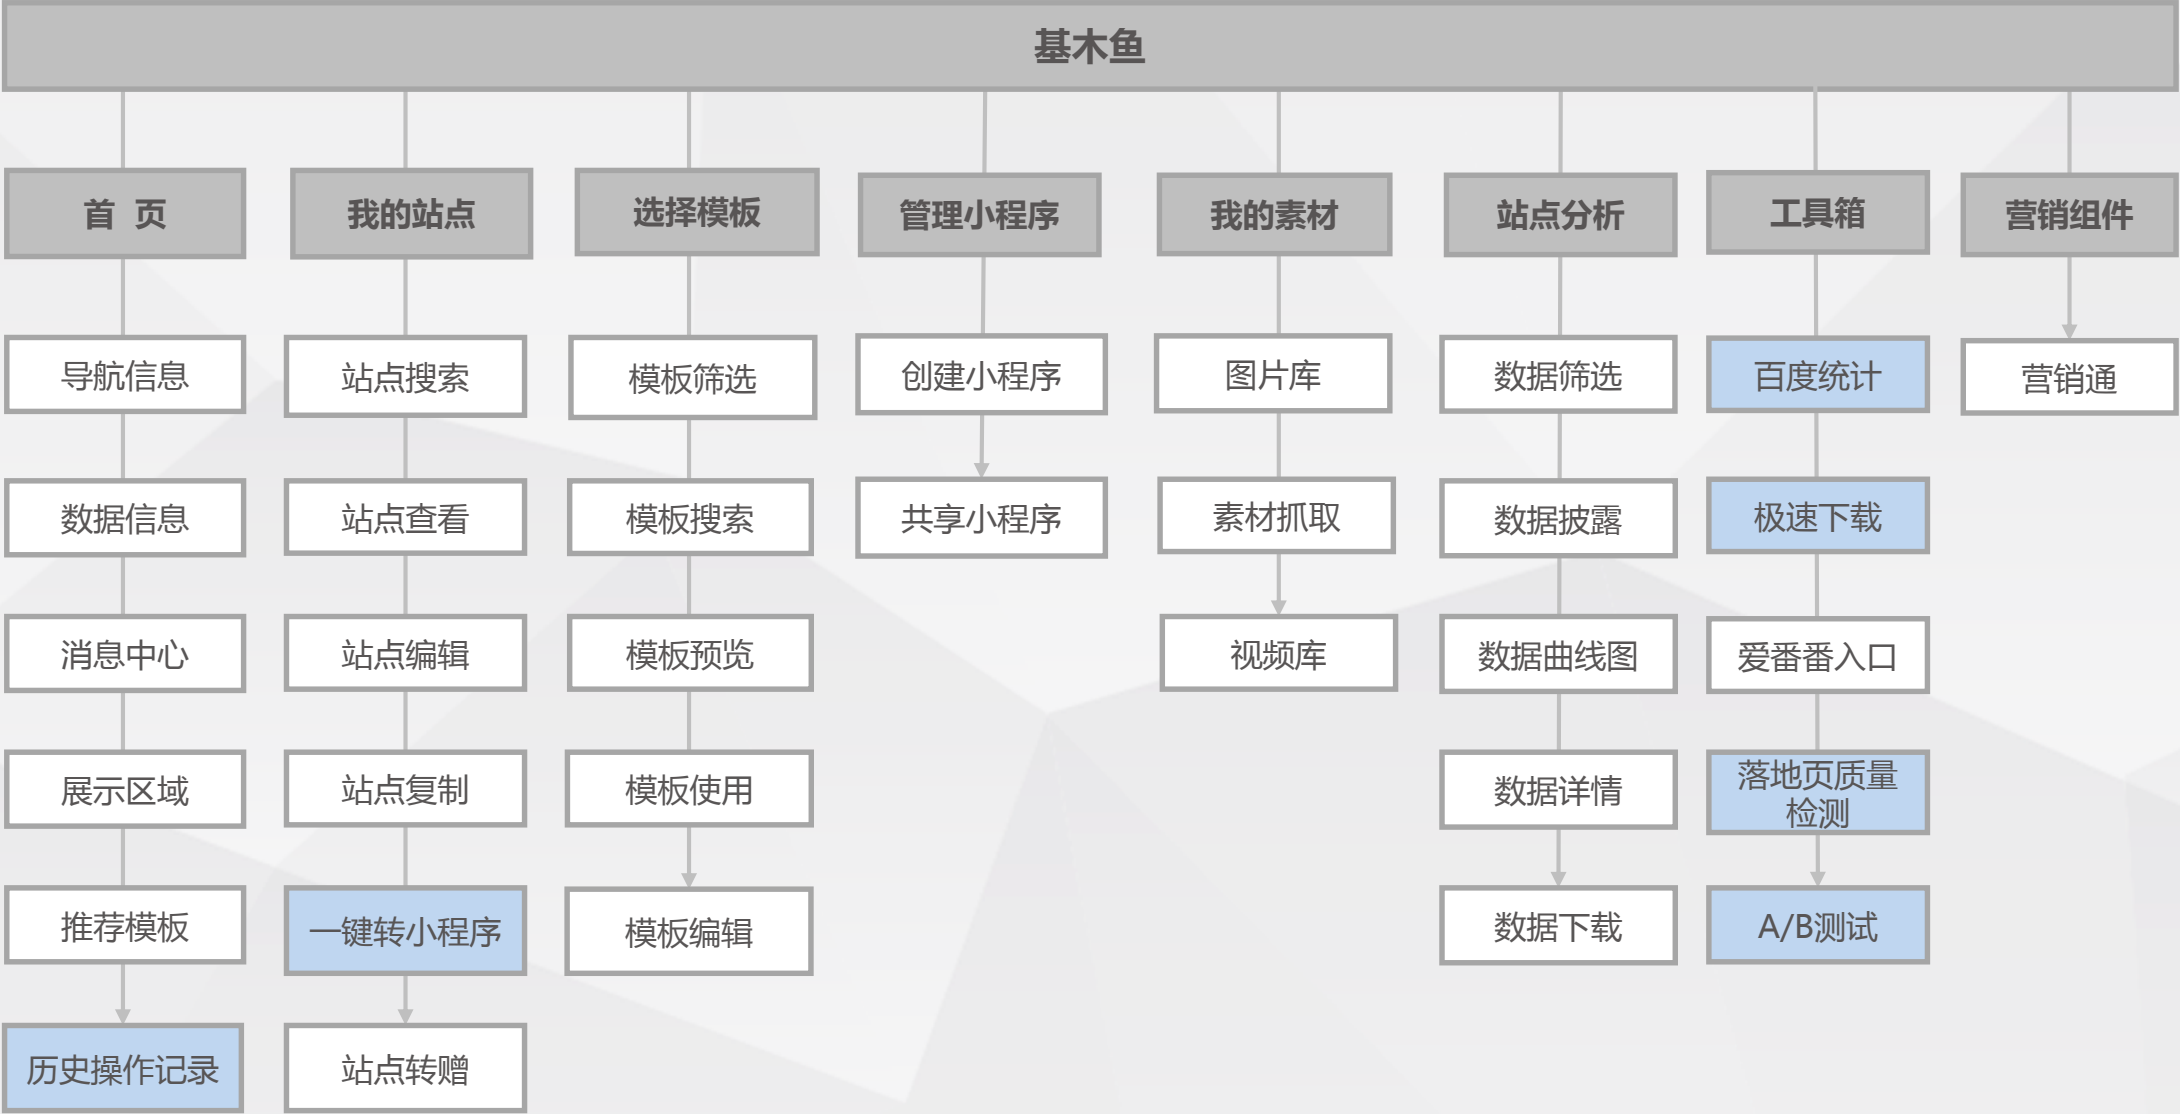 基木鱼
首 页
我的站点
选择模板
管理小程序
我的素材
站点分析
工具箱
营销组件
导航信息
站点搜索
模板筛选
创建小程序
图片库
数据筛选
百度统计
营销通
数据信息
站点查看
模板搜索
共享小程序
素材抓取
数据披露
极速下载
消息中心
站点编辑
模板预览
视频库
数据曲线图
爱番番入口
展示区域
站点复制
模板使用
数据详情
落地页质量
检测
推荐模板
一键转小程序
模板编辑
数据下载
A/B测试
历史操作记录
站点转赠